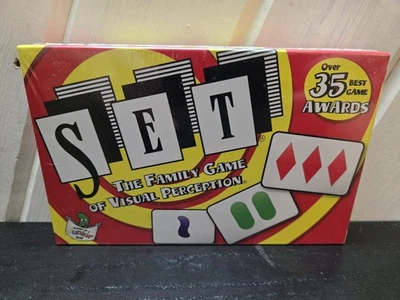 SET®
THE FAMILY GAME
OF VISUAL PERCEPTION®
Over
35 BEST
GAME
AWARDS